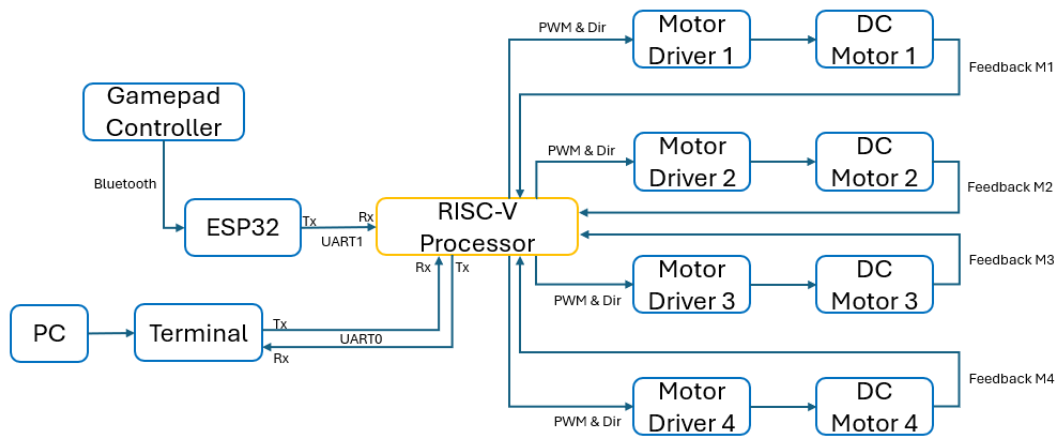 PWM & Dir
Motor
Driver 1
DC
Motor 1
Feedback M1
Gamepad
Controller
Bluetooth
PWM & Dir
Motor
Driver 2
DC
Motor 2
Feedback M2
ESP32
Tx
UART1
Rx
RISC-V
Processor
Rx
Tx
Feedback M3
PWM & Dir
Motor
Driver 3
DC
Motor 3
PC
Terminal
Tx
UART0
Rx
Feedback M4
PWM & Dir
Motor
Driver 4
DC
Motor 4